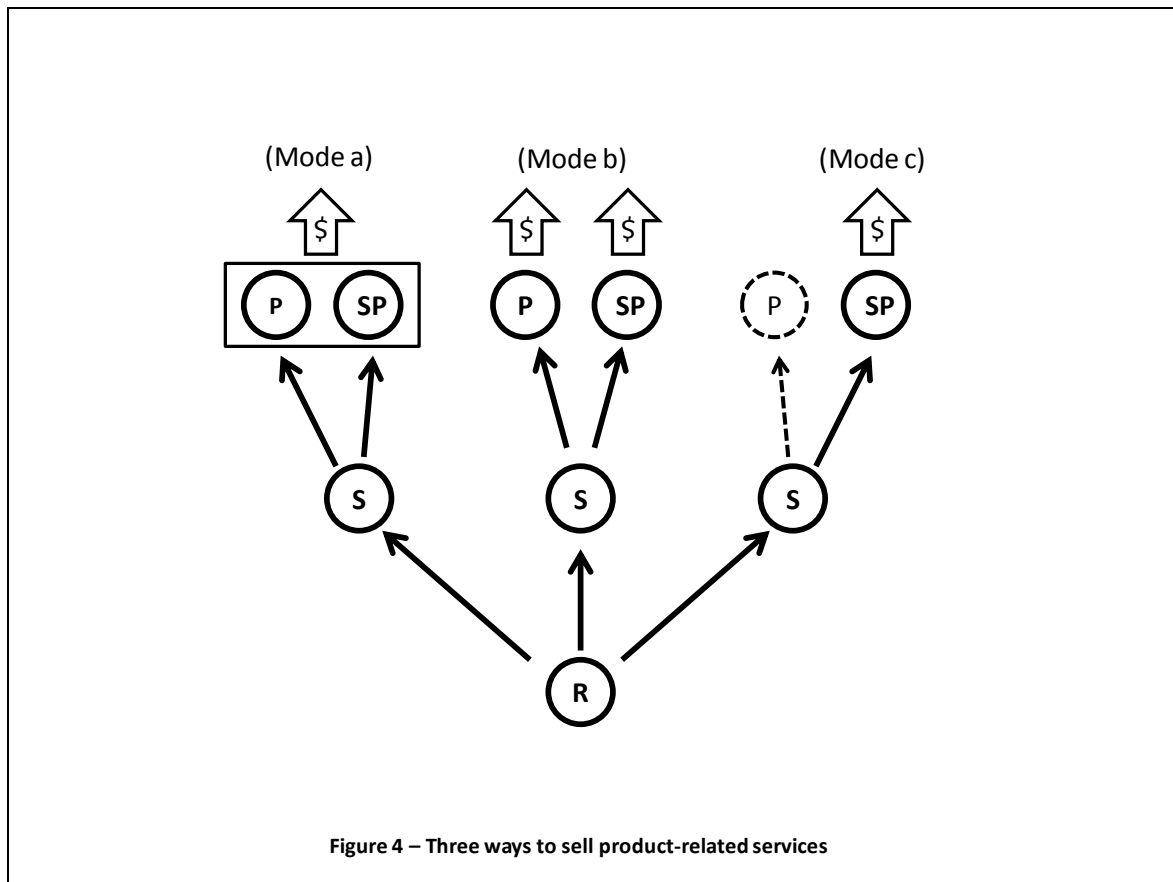 (Mode a) (Mode b) (Mode c)
$ $ $ $
P SP P SP P SP
S S S
R
Figure 4 – Three ways to sell product-related services